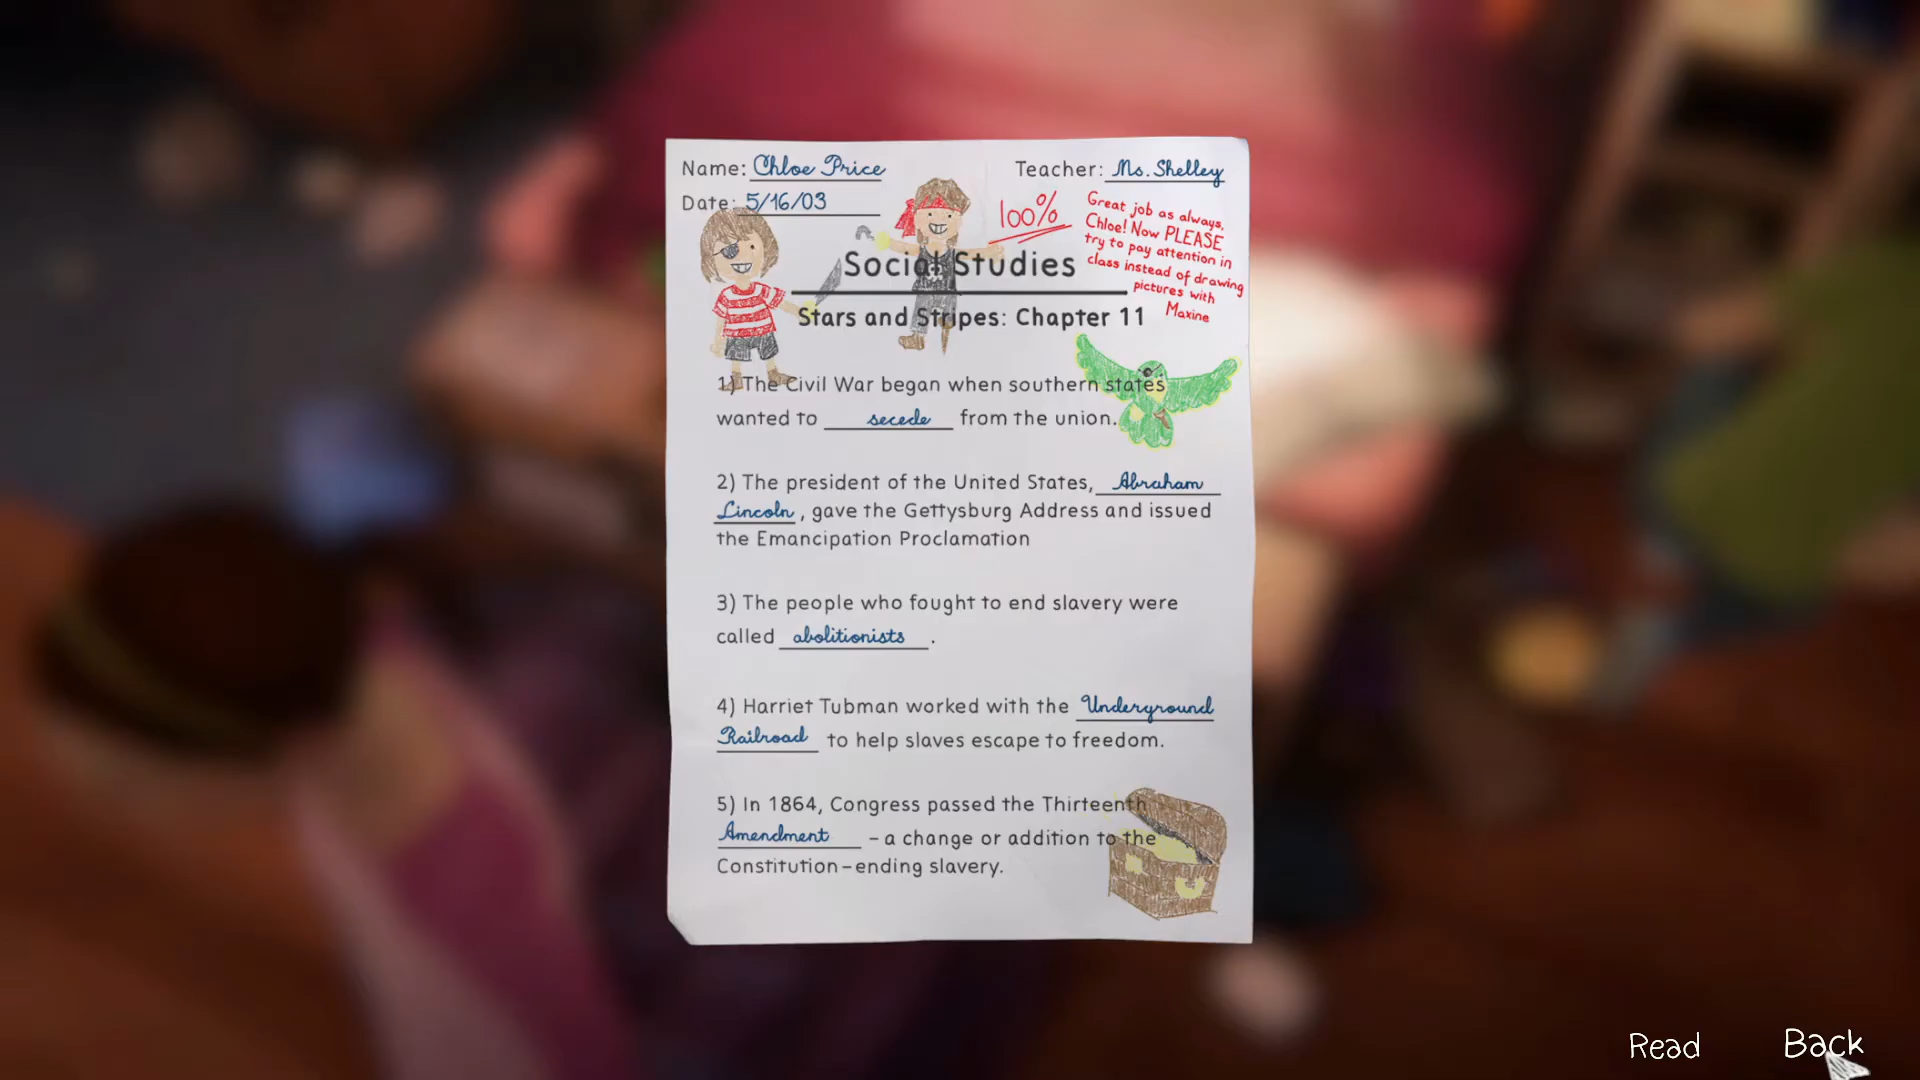 Name: Chloe Price
Teacher: Ms. Shelley
Date: 5/16/03
100%
Great job as always,
Chloe! Now PLEASE
try to pay attention in
class instead of drawing
pictures with
Maxine
Social Studies
Stars and Stripes: Chapter 11
1) The Civil War began when southern states
wanted to secede from the union.
2) The president of the United States, Abraham
Lincoln, gave the Gettysburg Address and issued
the Emancipation Proclamation
3) The people who fought to end slavery were
called abolitionists.
4) Harriet Tubman worked with the Underground
Railroad to help slaves escape to freedom.
5) In 1864, Congress passed the Thirteenth
Amendment – a change or addition to the
Constitution – ending slavery.
Read
Back